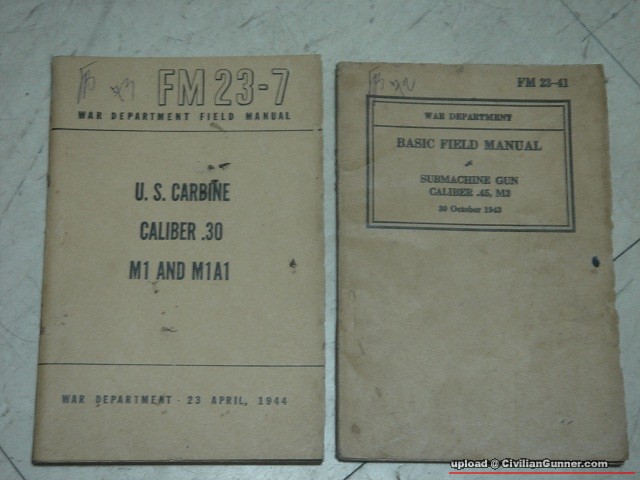 FM 23-7
WAR DEPARTMENT FIELD MANUAL
U. S. CARBINE
CALIBER .30
M1 AND M1A1
WAR DEPARTMENT · 23 APRIL, 1944
FM 23-41
WAR DEPARTMENT
BASIC FIELD MANUAL
SUBMACHINE GUN
CALIBER .45, M3
30 October 1943
upload @ CivilianGunner.com